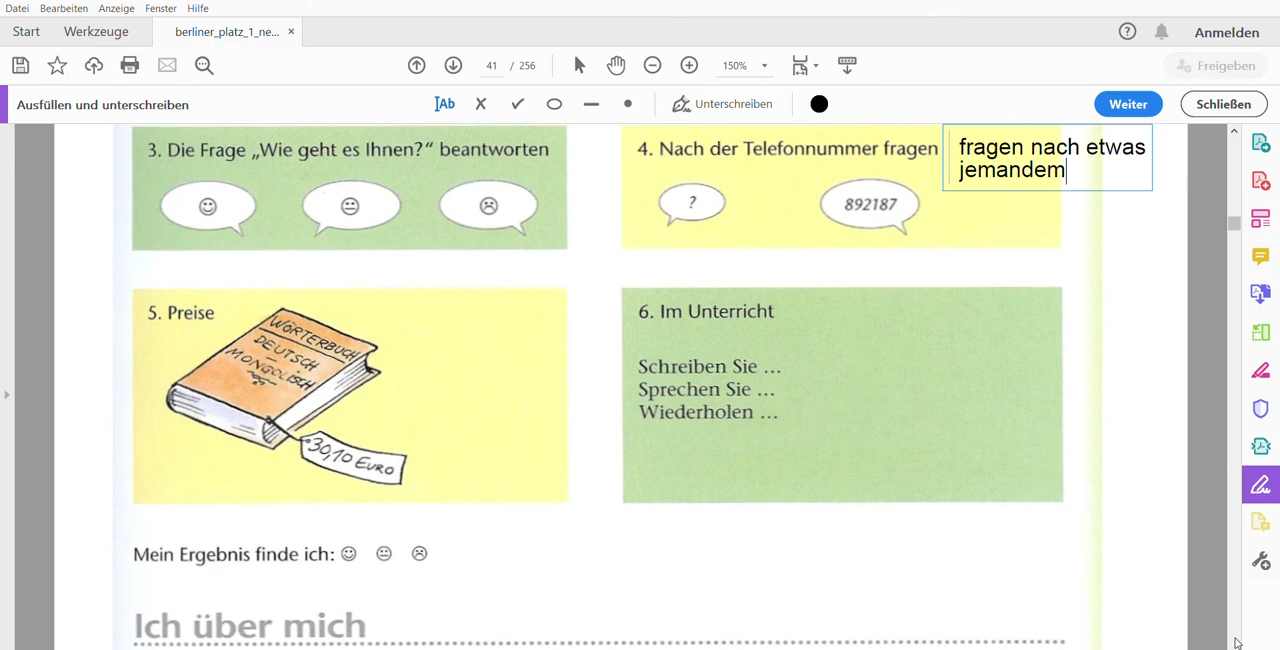 Datei Bearbeiten Anzeige Fenster Hilfe
Start Werkzeuge berliner_platz_1_ne... × ? Anmelden
41 / 256 150% Freigeben
Ausfüllen und unterschreiben Ab Unterschreiben Weiter Schließen
3. Die Frage „Wie geht es Ihnen?“ beantworten
4. Nach der Telefonnummer fragen
fragen nach etwas
jemandem
? 892187
5. Preise
WÖRTERBUCH
DEUTSCH
–
MONGOLISCH
30,10 EURO
6. Im Unterricht
Schreiben Sie ...
Sprechen Sie ...
Wiederholen ...
Mein Ergebnis finde ich:
Ich über mich